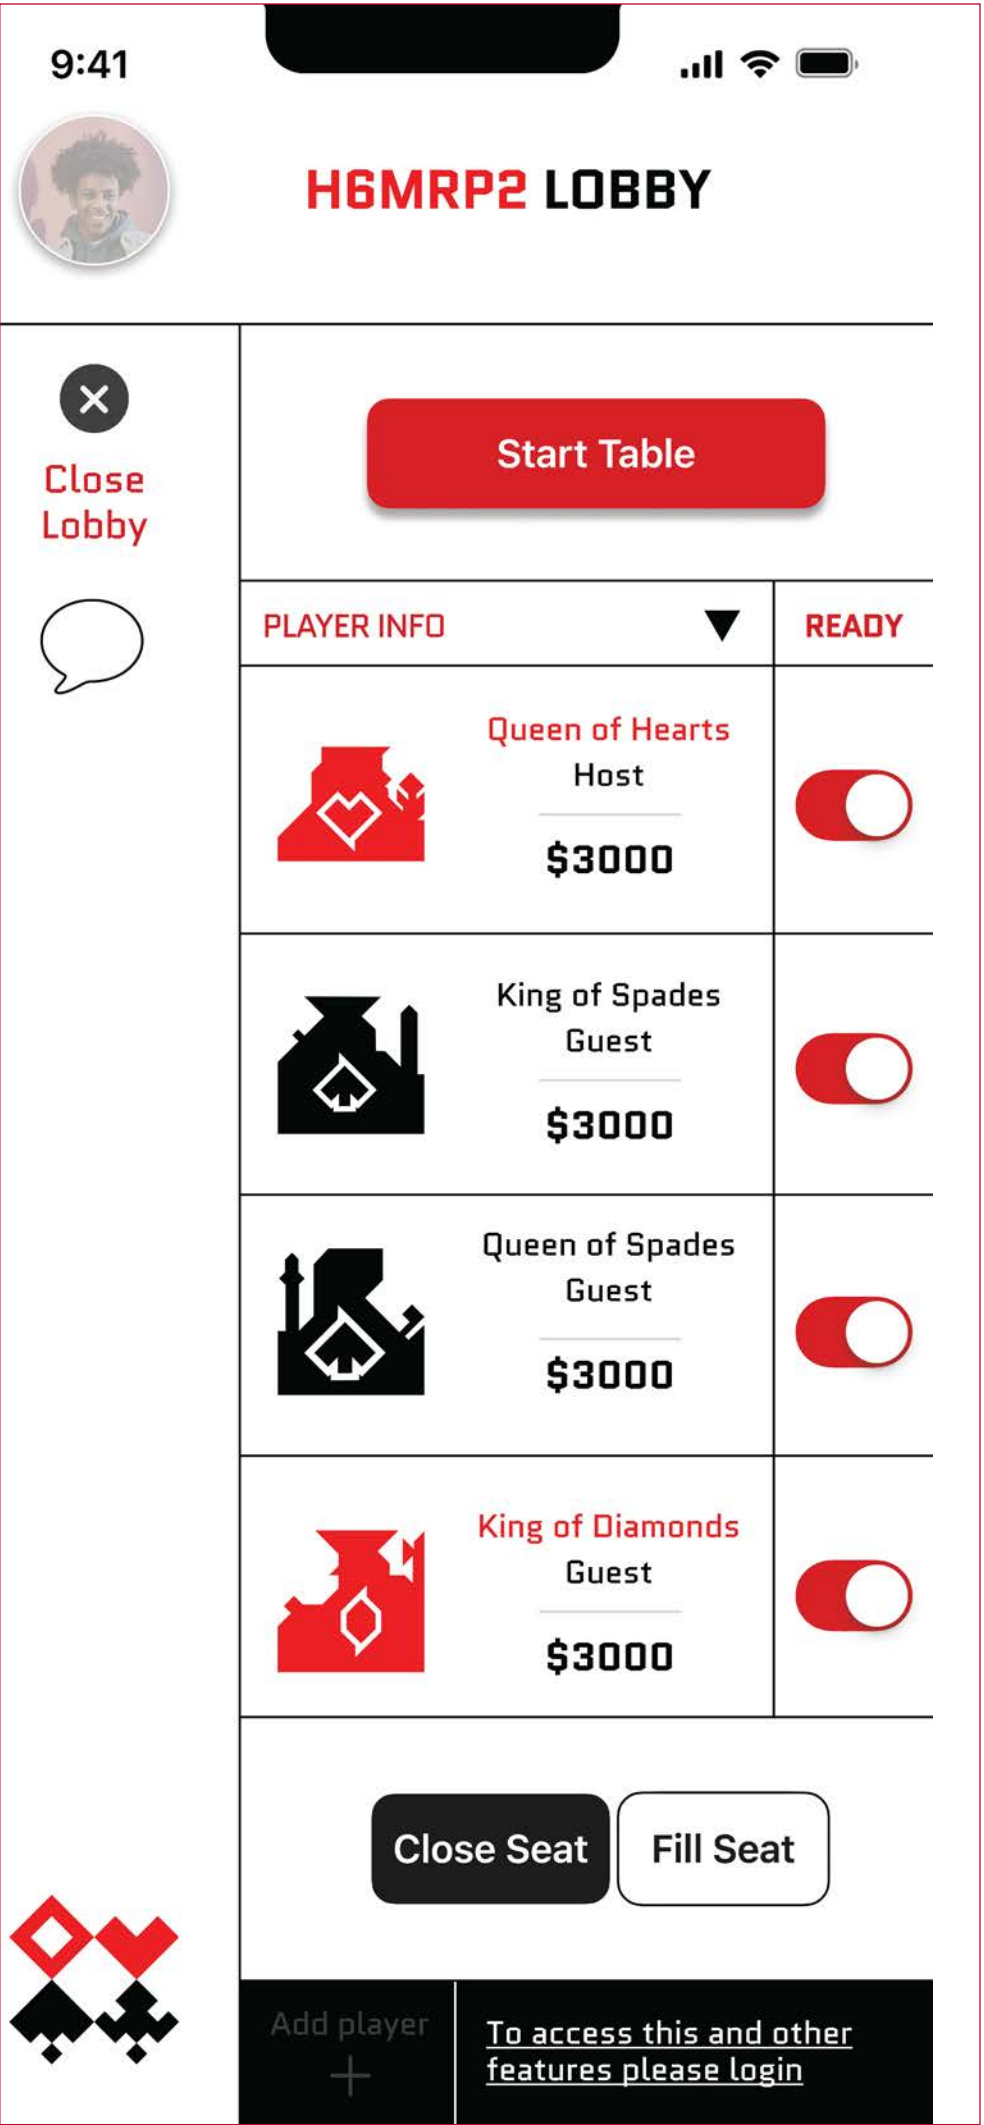 9:41
H6MRP2 LOBBY
Close
Lobby
Start Table
PLAYER INFO
READY
Queen of Hearts
Host
$3000
King of Spades
Guest
$3000
Queen of Spades
Guest
$3000
King of Diamonds
Guest
$3000
Close Seat
Fill Seat
Add player
+
To access this and other
features please login